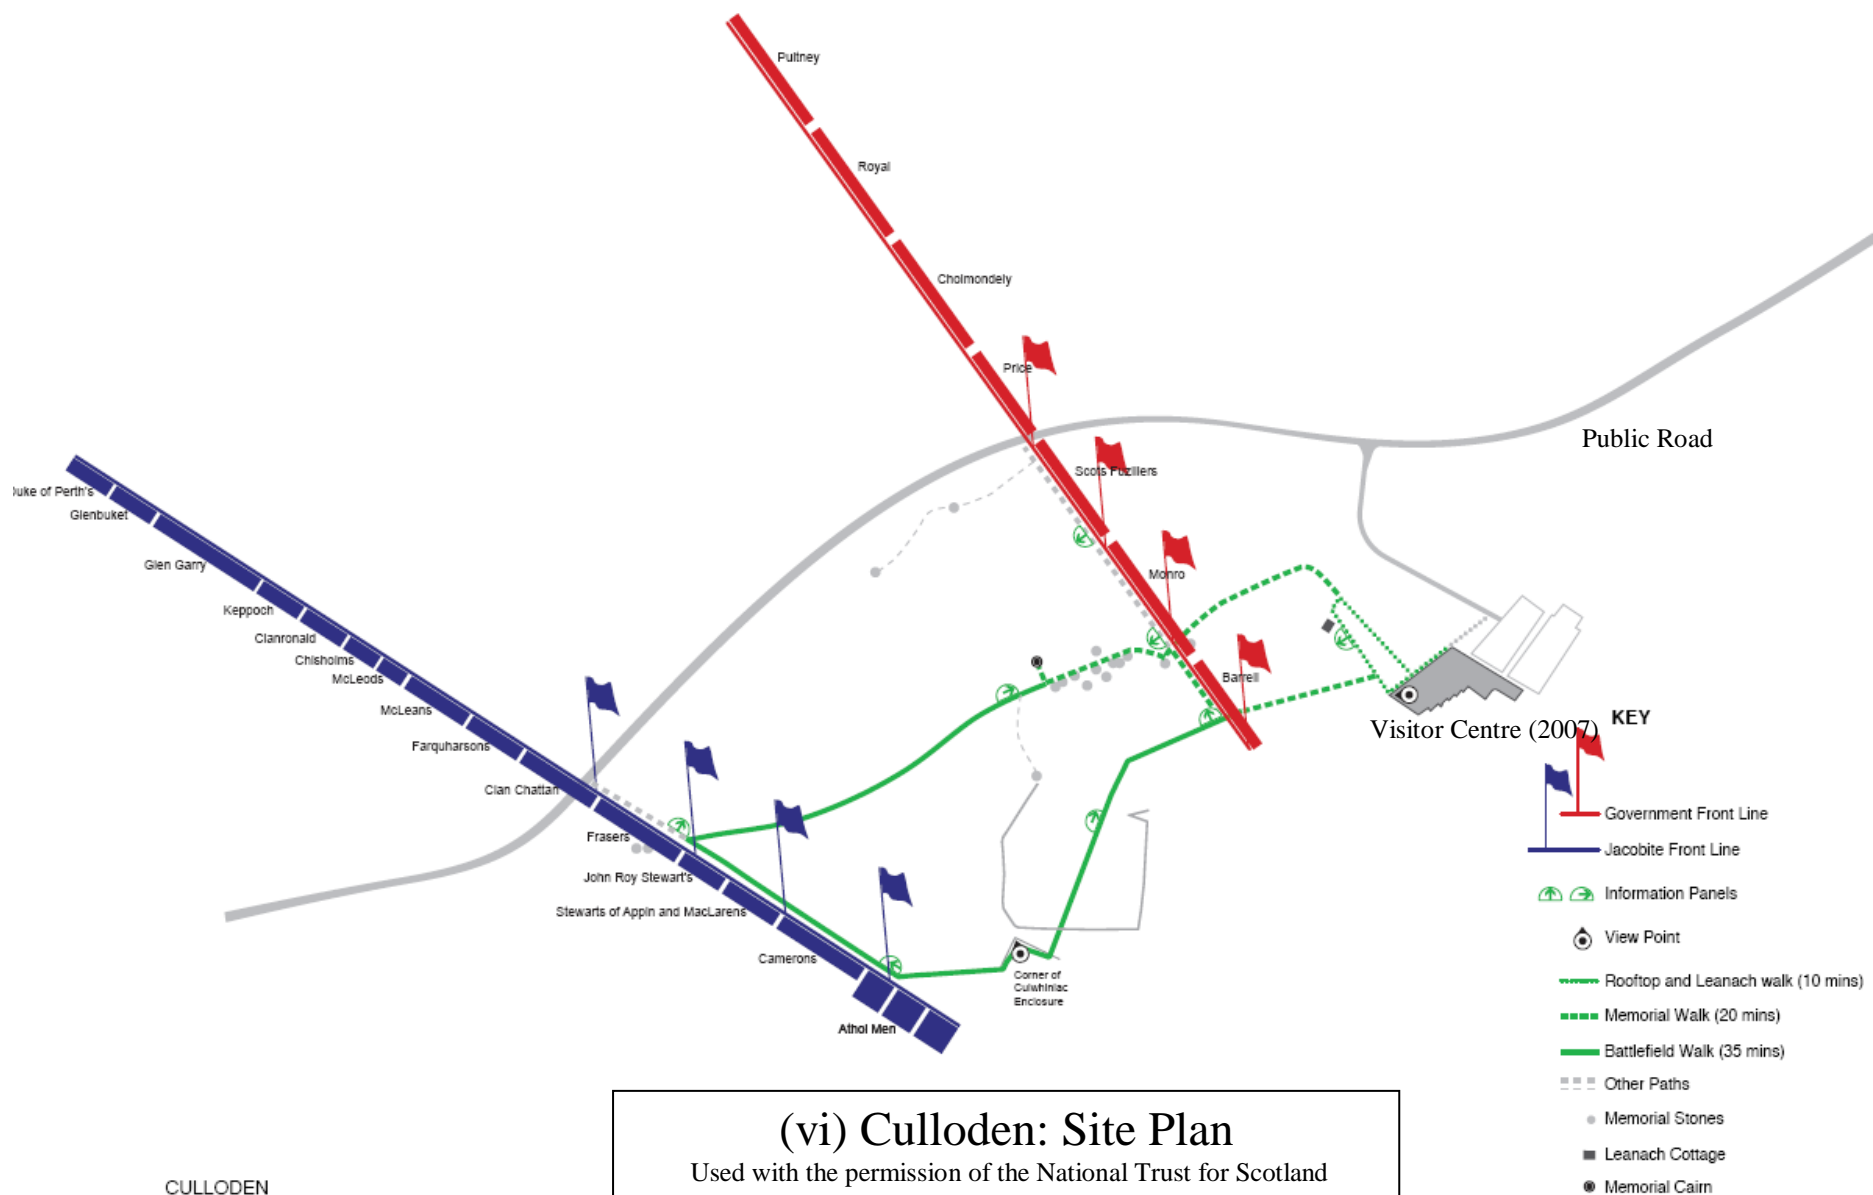 Pultney
Royal
Cholmondely
Price
Public Road
Scots Fuziliers
Monro
Barrell
uke of Perth's
Glenbuket
Glen Garry
Keppoch
Clanronald
Chisholms
McLeods
McLeans
Farquharsons
Clan Chattan
Frasers
John Roy Stewart's
Stewarts of Appin and MacLarens
Camerons
Athol Men
Corner of
Culwhiniac
Enclosure
Visitor Centre (2007)
KEY
Government Front Line
Jacobite Front Line
Information Panels
View Point
Rooftop and Leanach walk (10 mins)
Memorial Walk (20 mins)
Battlefield Walk (35 mins)
Other Paths
Memorial Stones
Leanach Cottage
Memorial Cairn
(vi) Culloden: Site Plan
Used with the permission of the National Trust for Scotland
CULLODEN